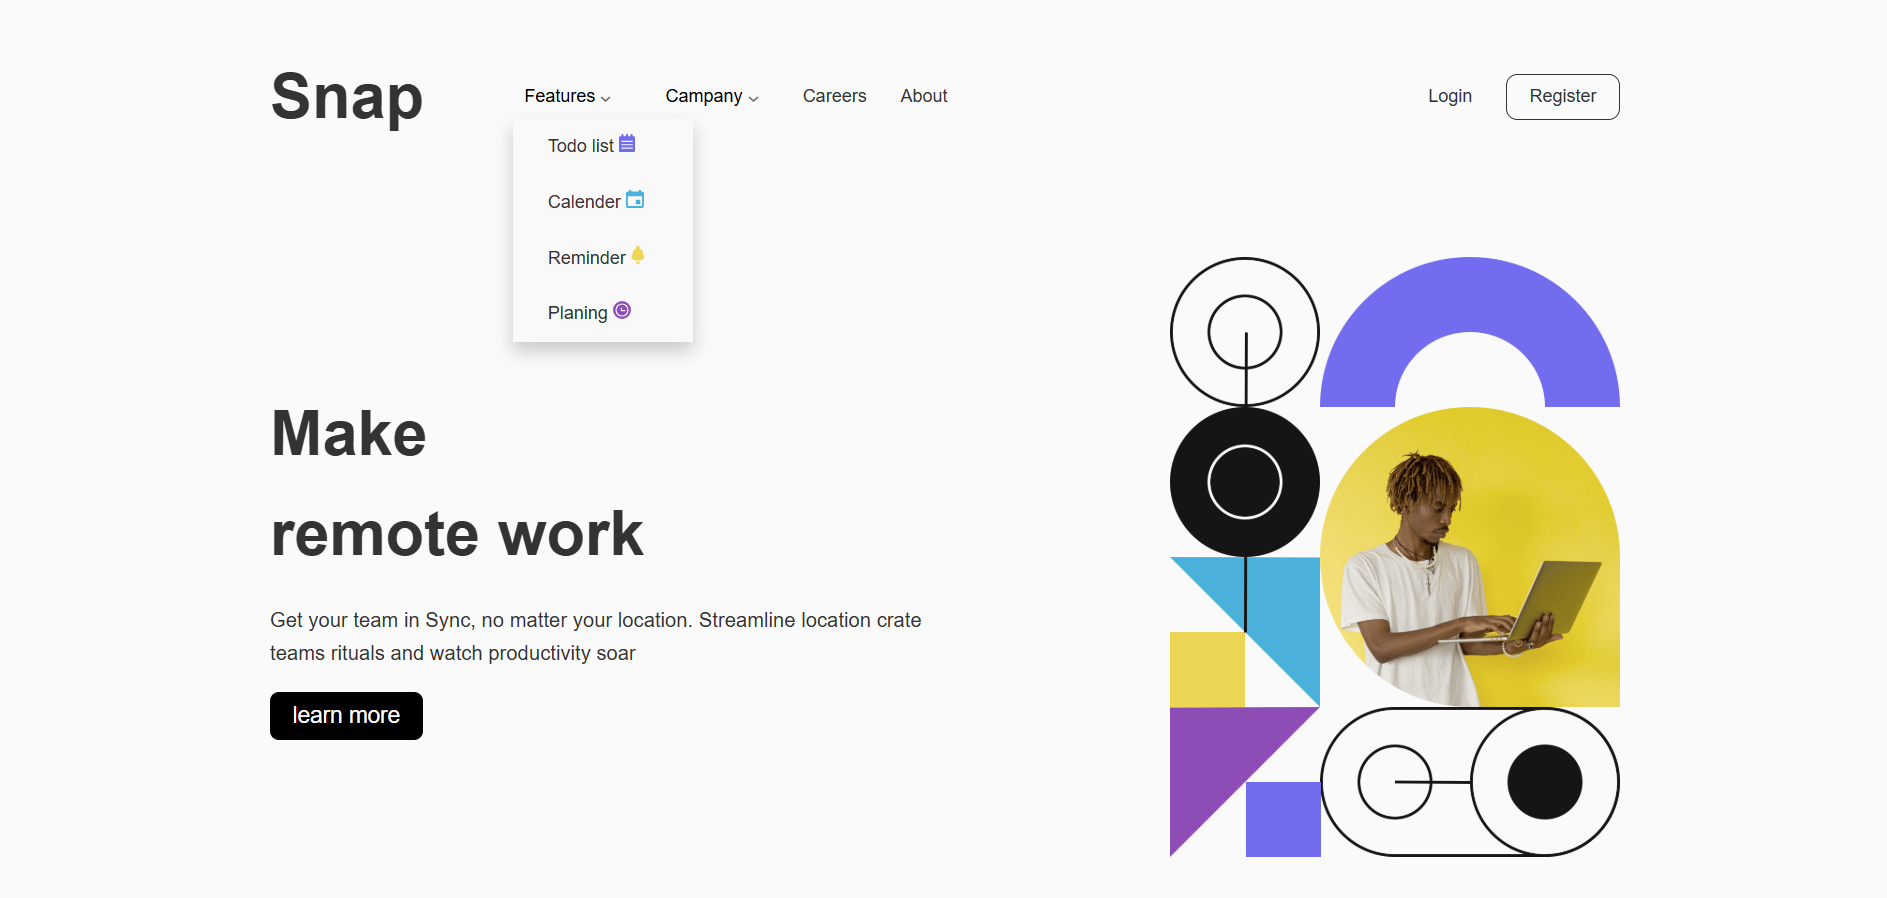 Snap
Features
Campany
Careers
About
Login
Register
Todo list
Calender
Reminder
Planing
Make
remote work
Get your team in Sync, no matter your location. Streamline location crate
teams rituals and watch productivity soar
learn more